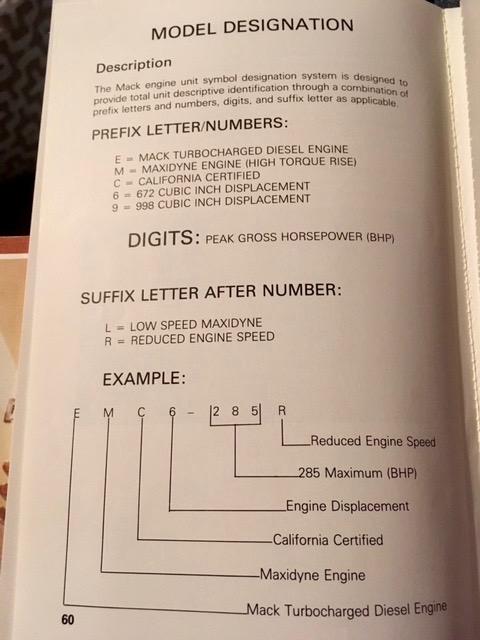 MODEL DESIGNATION
Description
The Mack engine unit symbol designation system is designed to
provide total unit descriptive identification through a combination of
prefix letters and numbers, digits, and suffix letter as applicable.
PREFIX LETTER/NUMBERS:
E = MACK TURBOCHARGED DIESEL ENGINE
M = MAXIDYNE ENGINE (HIGH TORQUE RISE)
C = CALIFORNIA CERTIFIED
6 = 672 CUBIC INCH DISPLACEMENT
9 = 998 CUBIC INCH DISPLACEMENT
DIGITS: PEAK GROSS HORSEPOWER (BHP)
SUFFIX LETTER AFTER NUMBER:
L = LOW SPEED MAXIDYNE
R = REDUCED ENGINE SPEED
EXAMPLE:
E M C 6 - 2 8 5 R
Reduced Engine Speed
285 Maximum (BHP)
Engine Displacement
California Certified
Maxidyne Engine
Mack Turbocharged Diesel Engine
60